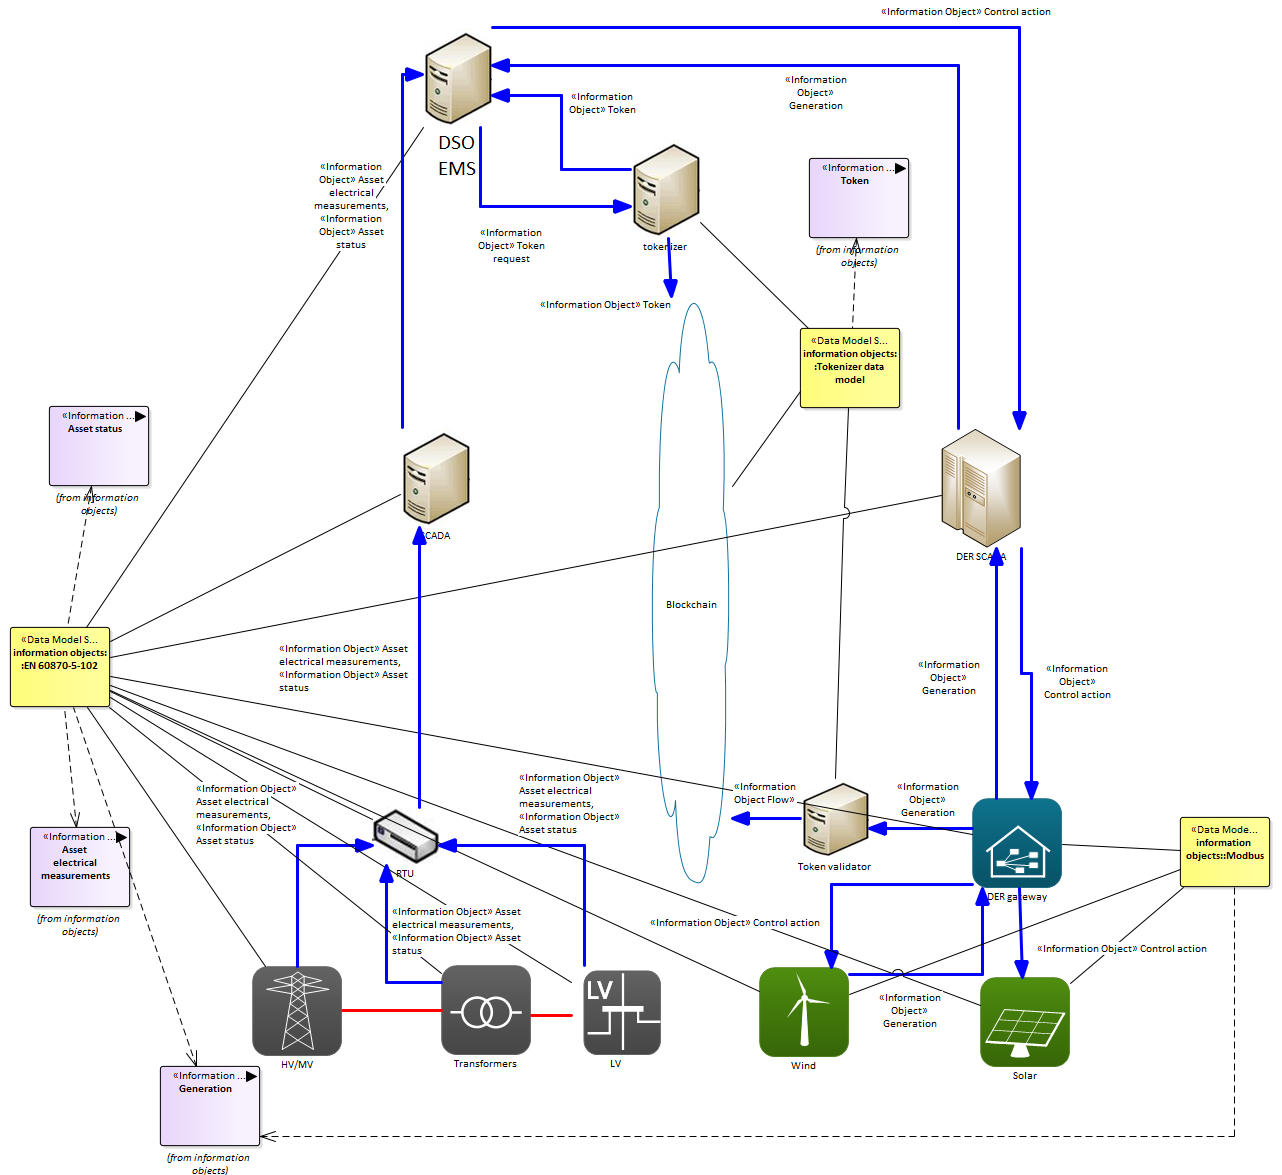 «Information Object» Control action
«Information
Object»
Generation
«Information
Object» Token
DSO
EMS
«Information
Object» Asset
electrical
measurements,
«Information
Object» Asset
status
«Information
Object» Token
request
tokenizer
«Information ...
Token
(from information
objects)
«Information Object» Token
«Data Model S...
information objects:
:Tokenizer data
model
«Information ...
Asset status
(from information
objects)
SCADA
DER SCADA
Blockchain
«Data Model S...
information objects:
:EN 60870-5-102
«Information Object» Asset
electrical measurements,
«Information Object» Asset
status
«Information
Object»
Generation
«Information
Object»
Control action
«Information Object»
Asset electrical
measurements,
«Information Object»
Asset status
«Information Object»
Asset electrical
measurements,
«Information Object»
Asset status
«Information
Object Flow»
«Information
Object»
Generation
«Information ...
Asset
electrical
measurements
(from information
objects)
RTU
Token validator
DER gateway
«Data Mode...
information
objects::Modbus
«Information Object» Asset
electrical measurements,
«Information Object» Asset
status
«Information Object» Control action
«Information Object» Control action
«Information
Object»
Generation
LV
HV/MV
Transformers
LV
Wind
Solar
«Information ...
Generation
(from information
objects)